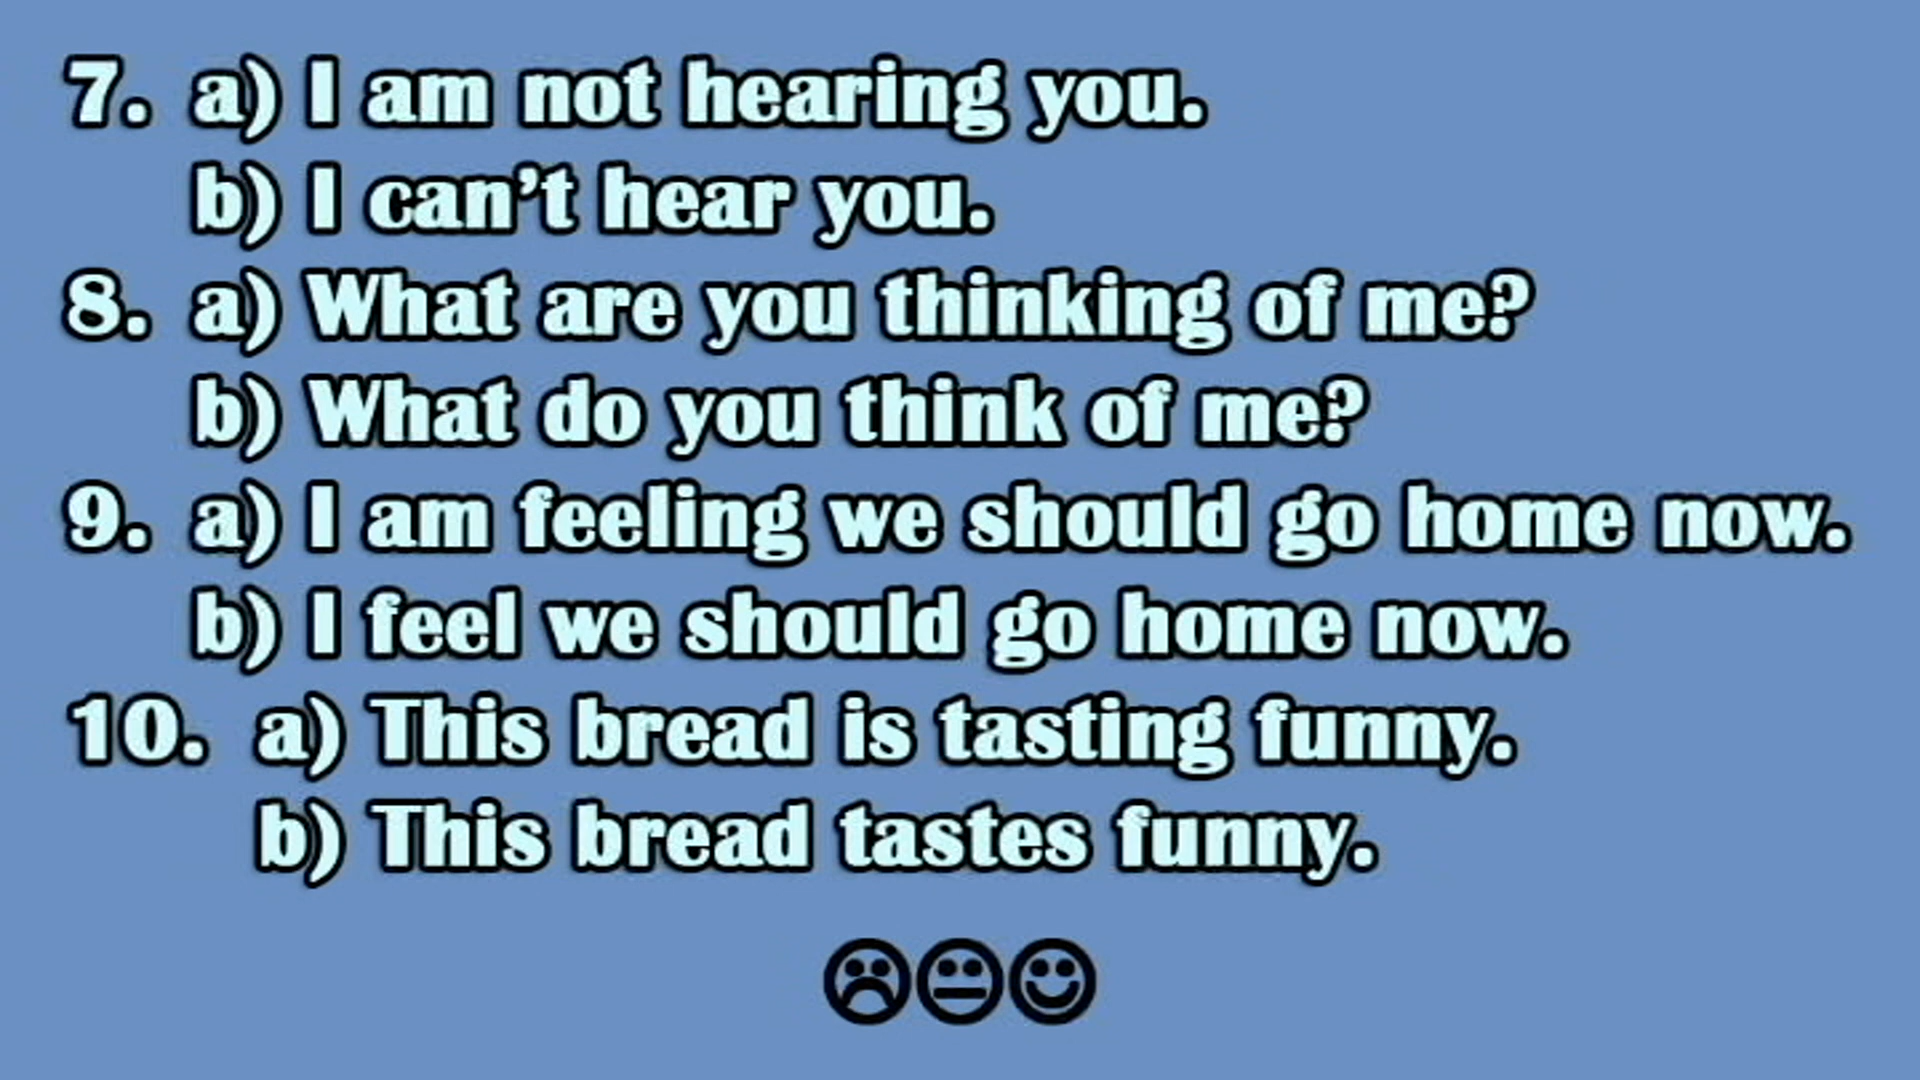 7. a) I am not hearing you.
b) I can't hear you.
8. a) What are you thinking of me?
b) What do you think of me?
9. a) I am feeling we should go home now.
b) I feel we should go home now.
10. a) This bread is tasting funny.
b) This bread tastes funny.